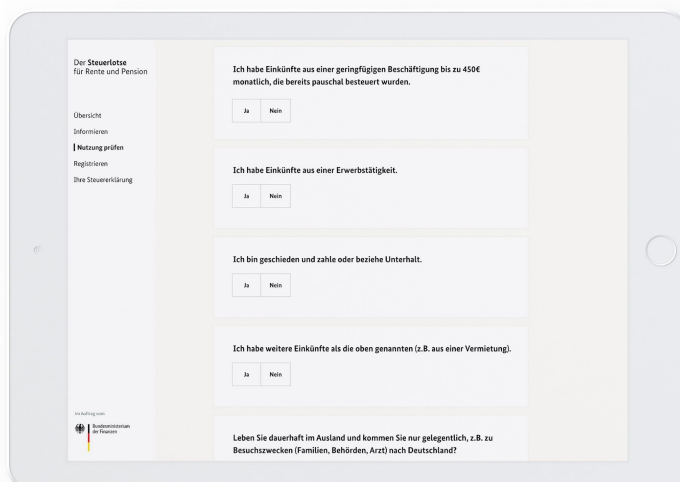 Der Steuerlotse
für Rente und Pension
Übersicht
Informieren
Nutzung prüfen
Registrieren
Ihre Steuererklärung
Im Auftrag vom
Bundesministerium
der Finanzen
Ich habe Einkünfte aus einer geringfügigen Beschäftigung bis zu 450€
monatlich, die bereits pauschal besteuert wurden.
Ja Nein
Ich habe Einkünfte aus einer Erwerbstätigkeit.
Ja Nein
Ich bin geschieden und zahle oder beziehe Unterhalt.
Ja Nein
Ich habe weitere Einkünfte als die oben genannten (z.B. aus einer Vermietung).
Ja Nein
Leben Sie dauerhaft im Ausland und kommen Sie nur gelegentlich, z.B. zu
Besuchszwecken (Familien, Behörden, Arzt) nach Deutschland?